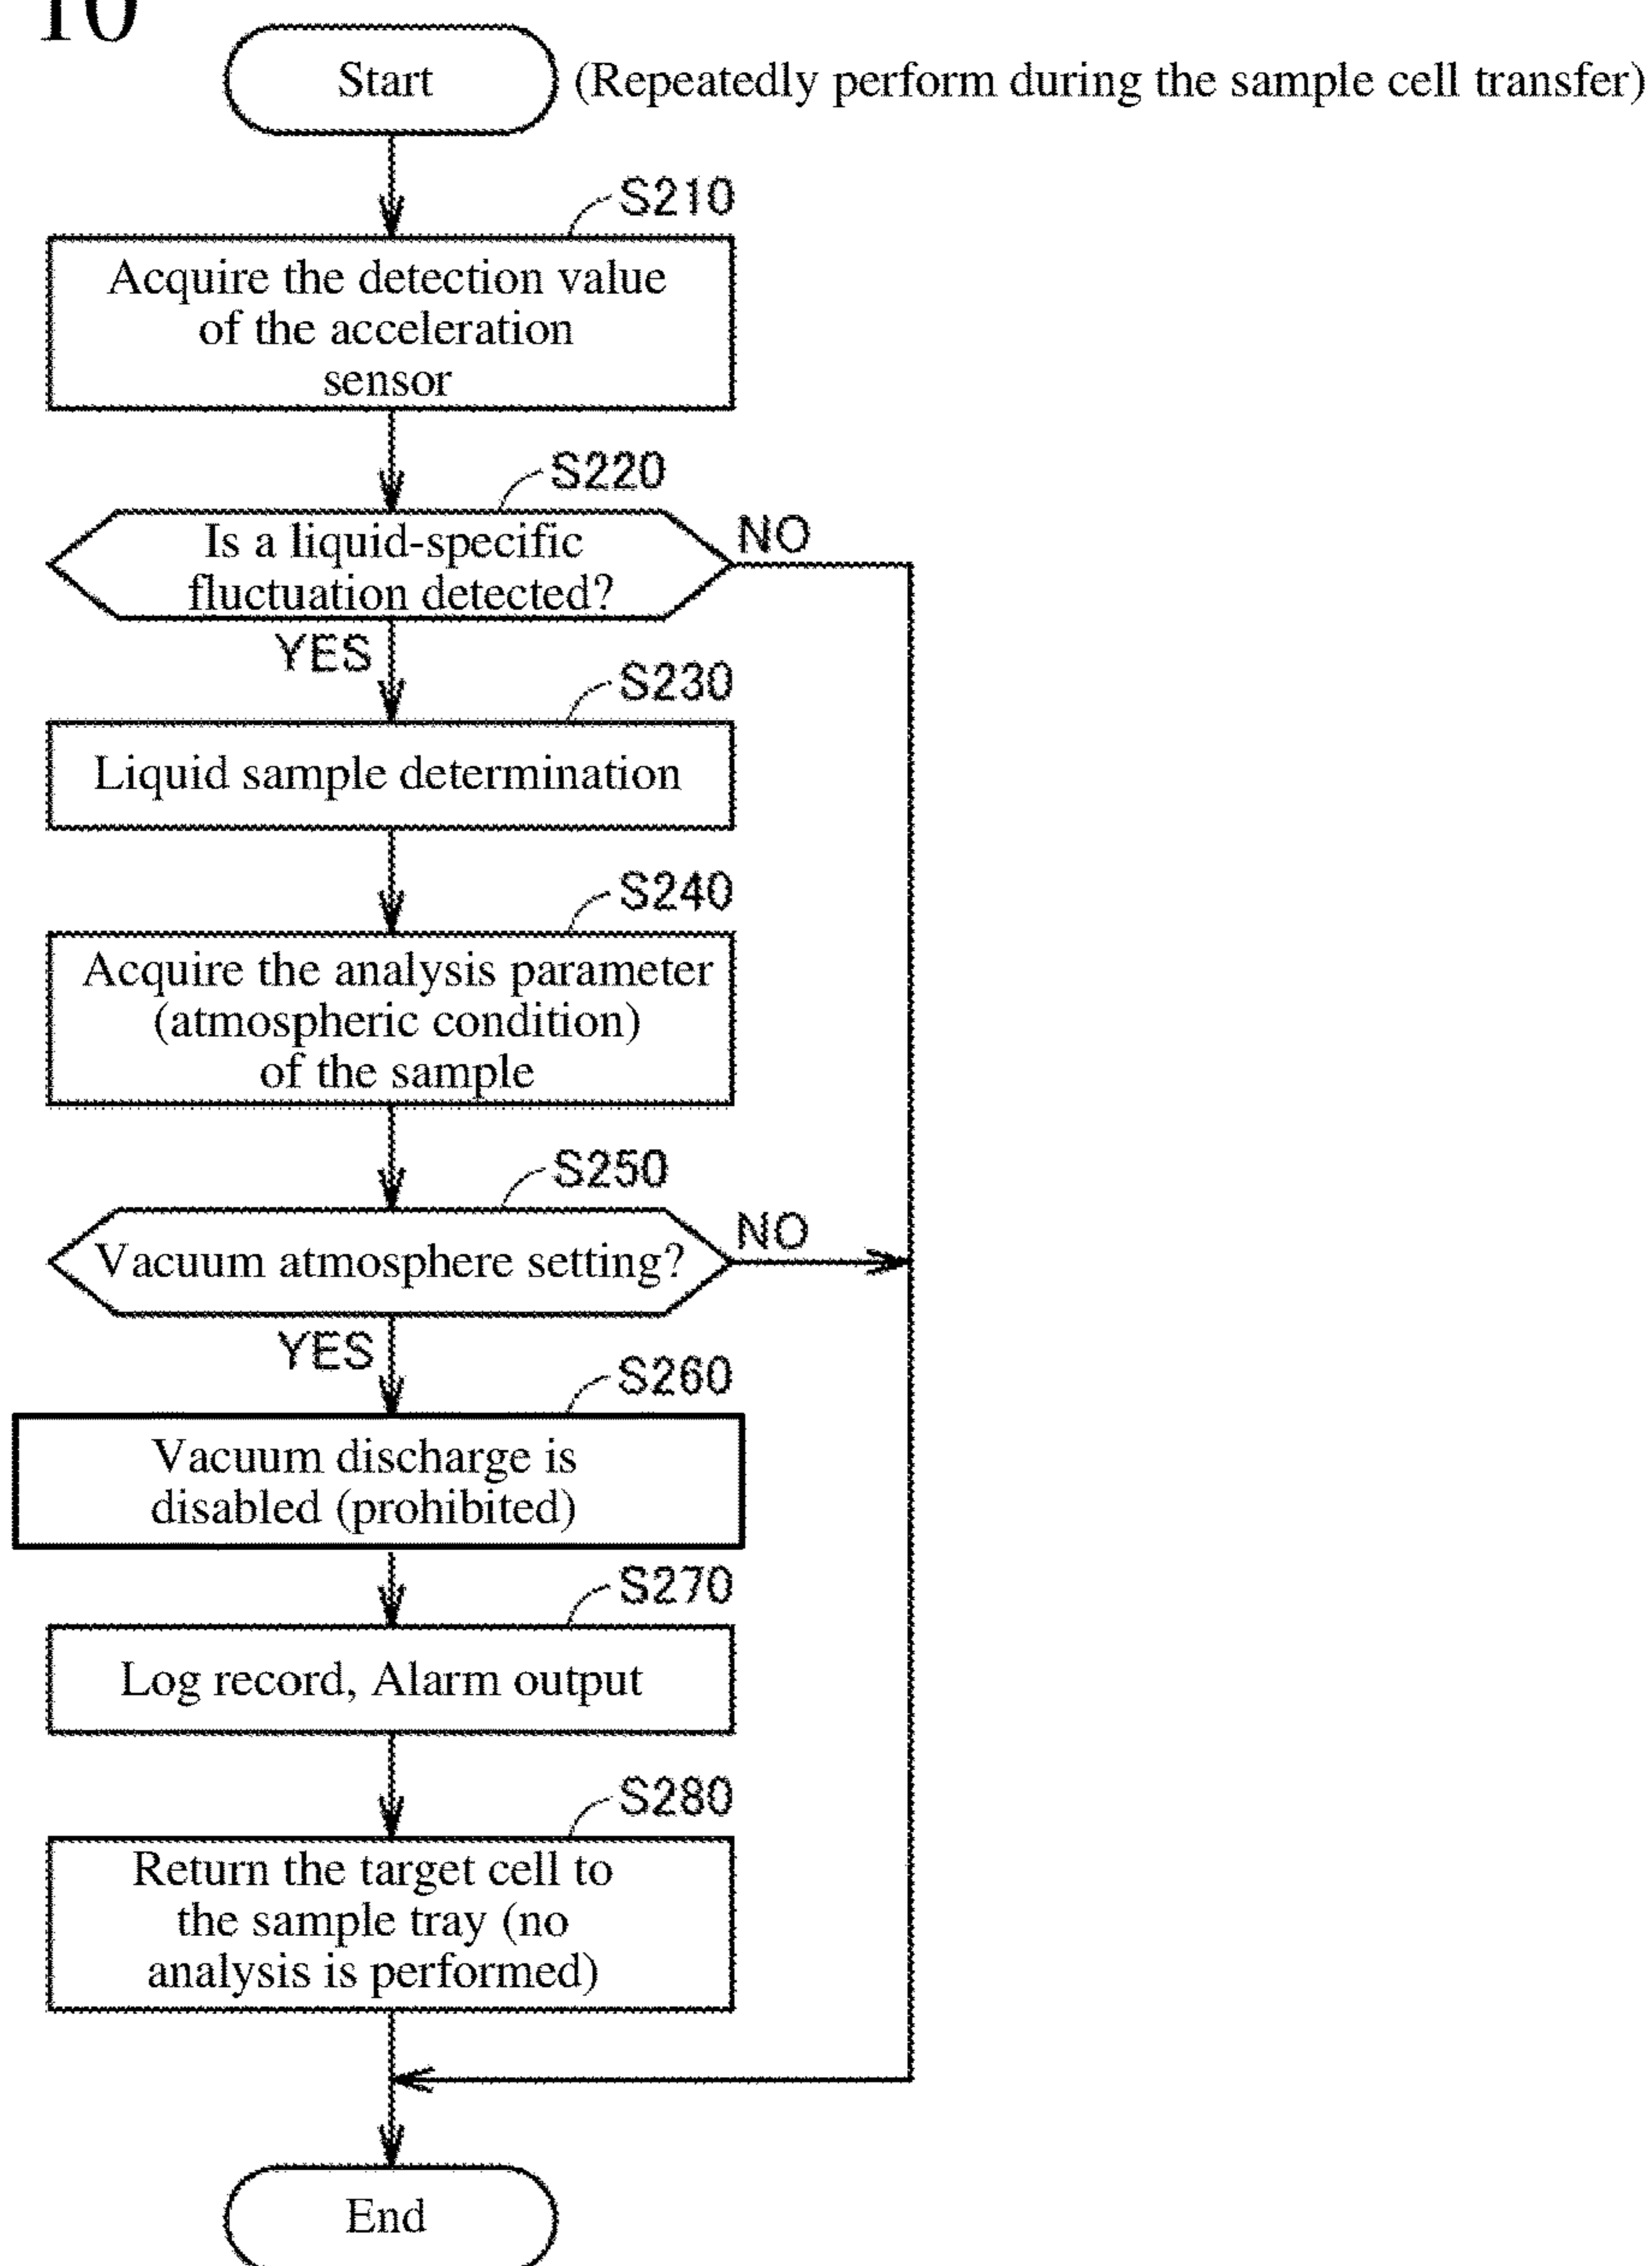 10
Start
(Repeatedly perform during the sample cell transfer)
S210
Acquire the detection value
of the acceleration
sensor
S220
Is a liquid-specific
fluctuation detected?
NO
YES
S230
Liquid sample determination
S240
Acquire the analysis parameter
(atmospheric condition)
of the sample
S250
Vacuum atmosphere setting?
NO
YES
S260
Vacuum discharge is
disabled (prohibited)
S270
Log record, Alarm output
S280
Return the target cell to
the sample tray (no
analysis is performed)
End